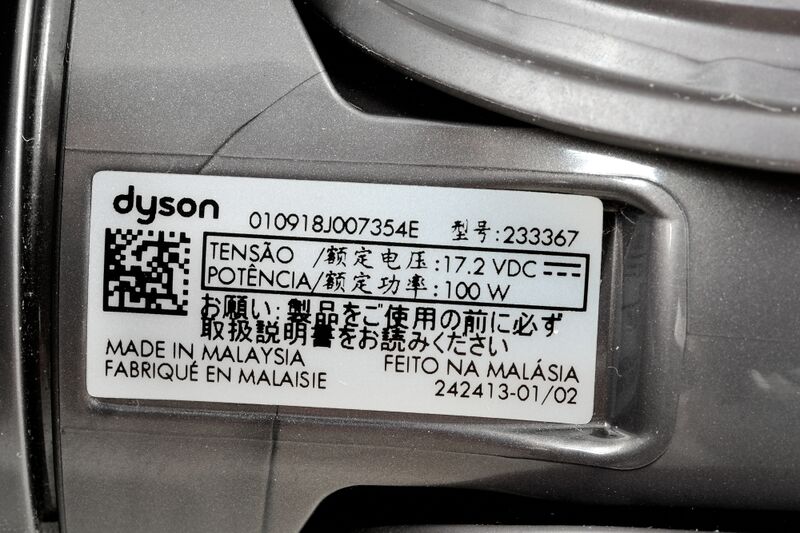 dyson
010918J007354E 型号:233367
TENSÃO /额定电压:17.2 VDC
POTÊNCIA/额定功率:100 W
お願い:製品をご使用の前に必ず
取扱説明書をお読みください
MADE IN MALAYSIA
FABRIQUÉ EN MALAISIE
FEITO NA MALÁSIA
242413-01/02